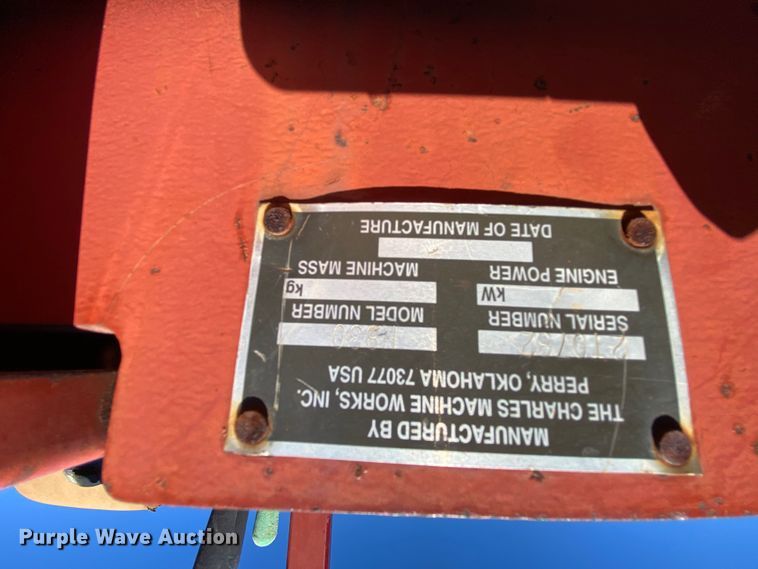 MANUFACTURED BY
THE CHARLES MACHINE WORKS, INC.
PERRY, OKLAHOMA 73077 USA
SERIAL NUMBER MODEL NUMBER
kW kg
ENGINE POWER MACHINE MASS
DATE OF MANUFACTURE
Purple Wave Auction